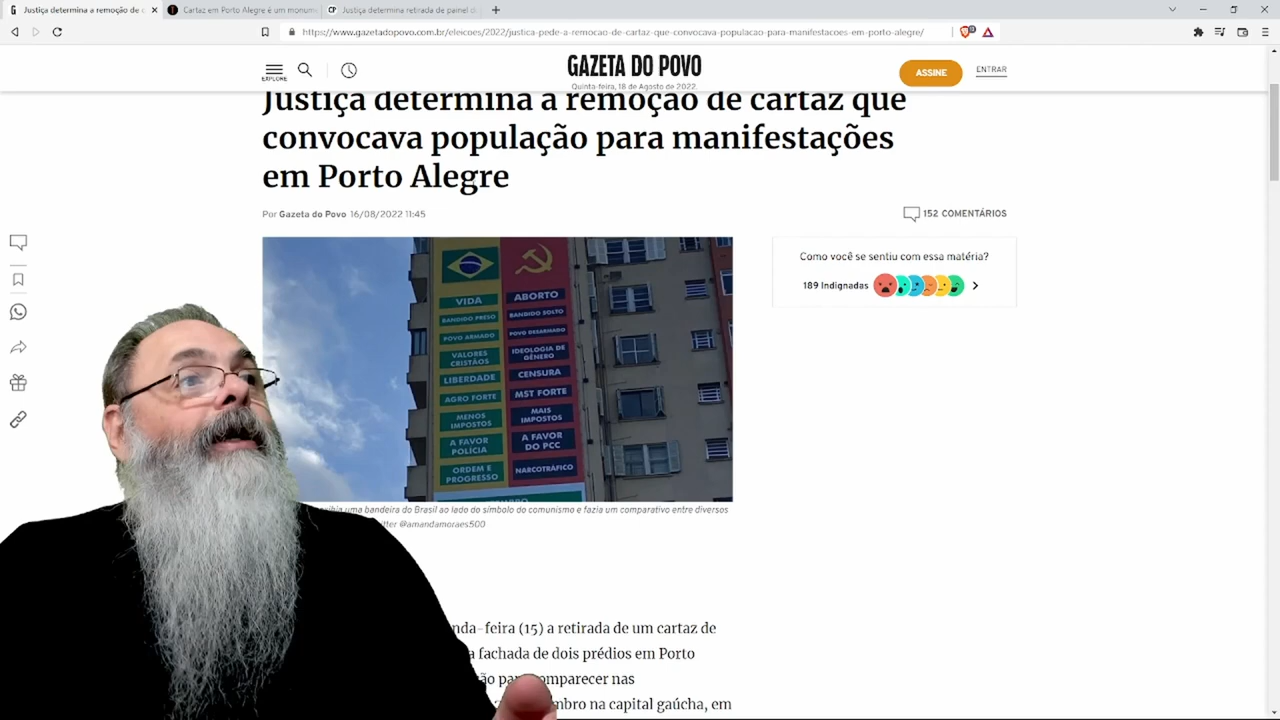 Justiça determina a remoção de c
Cartaz em Porto Alegre é um monum
CP
Justiça determina retirada de painel d
https://www.gazetadopovo.com.br/eleicoes/2022/justica-pede-a-remocao-de-cartaz-que-convocava-populacao-para-manifestacoes-em-porto-alegre/
EXPLORE
GAZETA DO POVO
Quinta-feira, 18 de Agosto de 2022.
ASSINE
ENTRAR
Justiça determina a remoção de cartaz que
convocava população para manifestações
em Porto Alegre
Por Gazeta do Povo 16/08/2022 11:45
152 COMENTÁRIOS
Como você se sentiu com essa matéria?
189 Indignadas
VIDA
ABORTO
BANDIDO PRESO
BANDIDO SOLTO
POVO ARMADO
POVO DESARMADO
VALORES
CRISTÃOS
IDEOLOGIA DE
GÊNERO
LIBERDADE
CENSURA
AGRO FORTE
MST FORTE
MENOS
IMPOSTOS
MAIS
IMPOSTOS
A FAVOR
POLÍCIA
A FAVOR
DO PCC
ORDEM E
PROGRESSO
NARCOTRÁFICO
uma bandeira do Brasil ao lado do símbolo do comunismo e fazia um comparativo entre diversos
@amandamoraes500
nda-feira (15) a retirada de um cartaz de
a fachada de dois prédios em Porto
comparecer nas
mbro na capital gaúcha, em